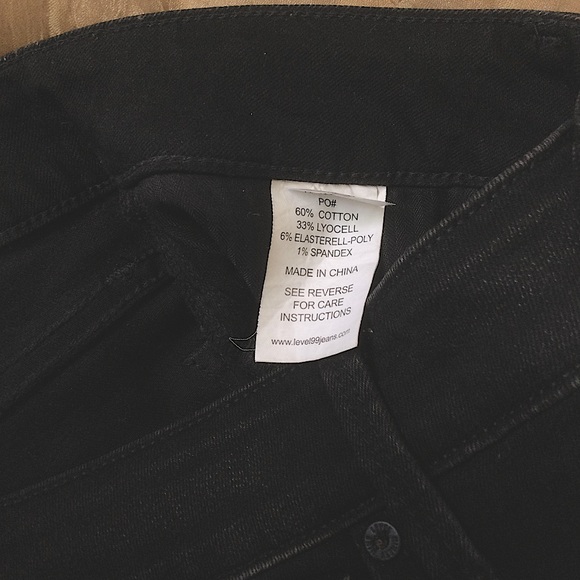 PO#
60% COTTON
33% LYOCELL
6% ELASTERELL-POLY
1% SPANDEX
MADE IN CHINA
SEE REVERSE
FOR CARE
INSTRUCTIONS
www.level99jeans.com